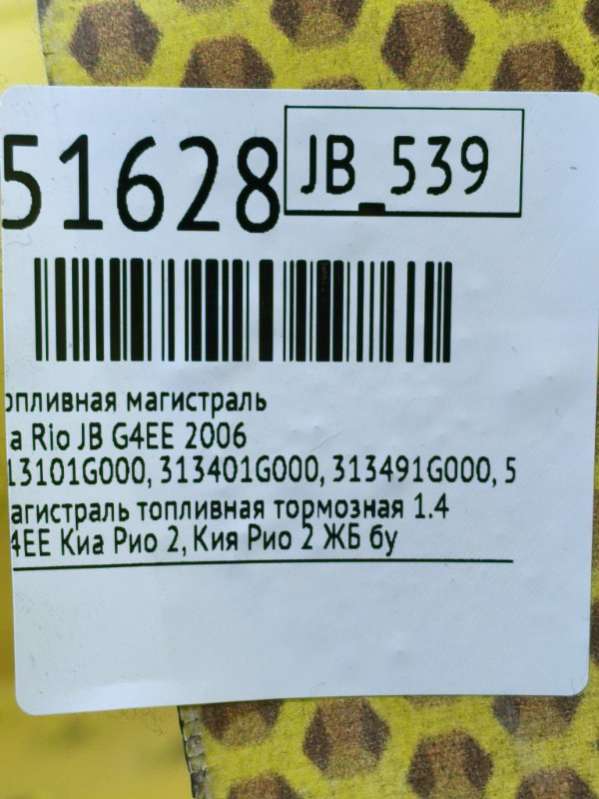 51628
JB_539
опливная магистраль
a Rio JB G4EE 2006
13101G000, 313401G000, 313491G000, 5
агистраль топливная тормозная 1.4
4EE Киа Рио 2, Кия Рио 2 ЖБ бу